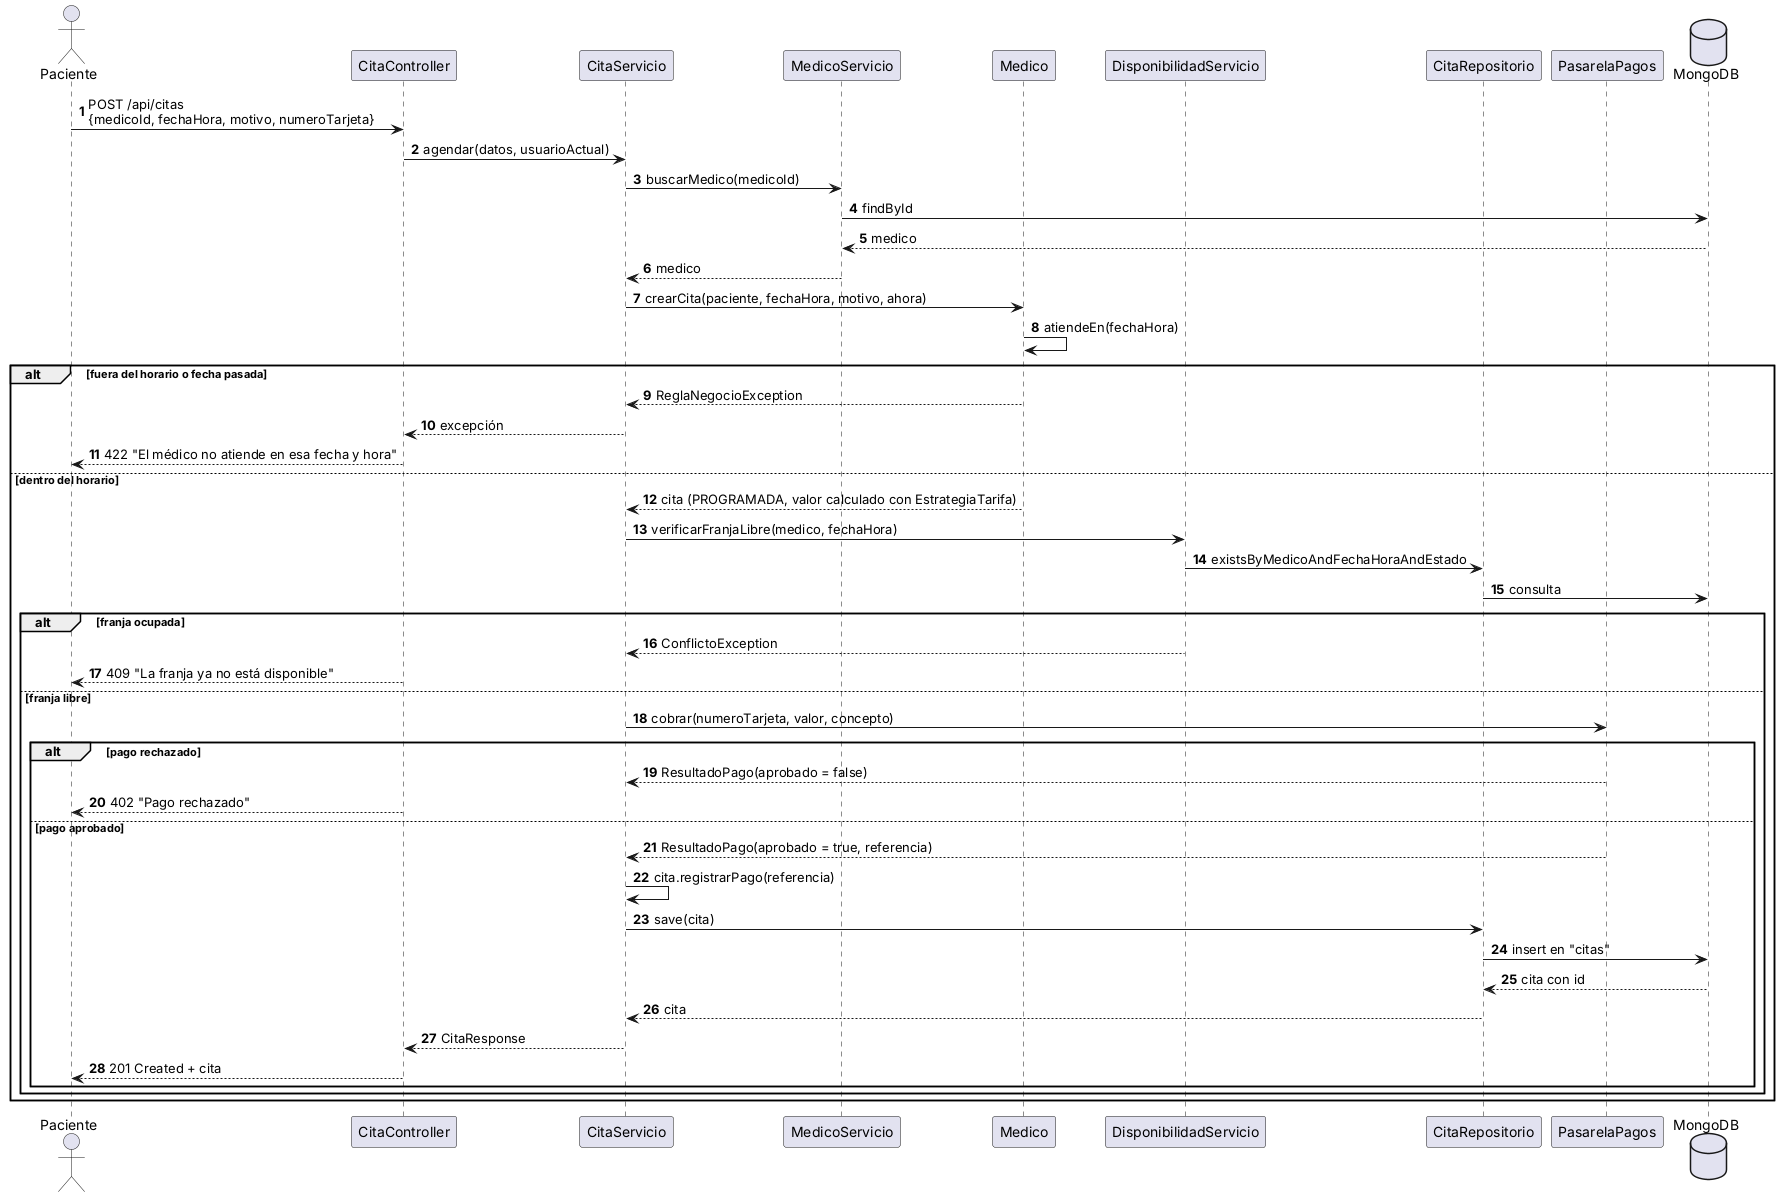 Paciente
CitaController
CitaServicio
MedicoServicio
Medico
DisponibilidadServicio
CitaRepositorio
PasarelaPagos
MongoDB
1 POST /api/citas
{medicoId, fechaHora, motivo, numeroTarjeta}
2 agendar(datos, usuarioActual)
3 buscarMedico(medicoId)
4 findById
5 medico
6 medico
7 crearCita(paciente, fechaHora, motivo, ahora)
8 atiendeEn(fechaHora)
alt [fuera del horario o fecha pasada]
9 ReglaNegocioException
10 excepción
11 422 "El médico no atiende en esa fecha y hora"
[dentro del horario]
12 cita (PROGRAMADA, valor calculado con EstrategiaTarifa)
13 verificarFranjaLibre(medico, fechaHora)
14 existsByMedicoAndFechaHoraAndEstado
15 consulta
alt [franja ocupada]
16 ConflictoException
17 409 "La franja ya no está disponible"
[franja libre]
18 cobrar(numeroTarjeta, valor, concepto)
alt [pago rechazado]
19 ResultadoPago(aprobado = false)
20 402 "Pago rechazado"
[pago aprobado]
21 ResultadoPago(aprobado = true, referencia)
22 cita.registrarPago(referencia)
23 save(cita)
24 insert en "citas"
25 cita con id
26 cita
27 CitaResponse
28 201 Created + cita
Paciente
CitaController
CitaServicio
MedicoServicio
Medico
DisponibilidadServicio
CitaRepositorio
PasarelaPagos
MongoDB